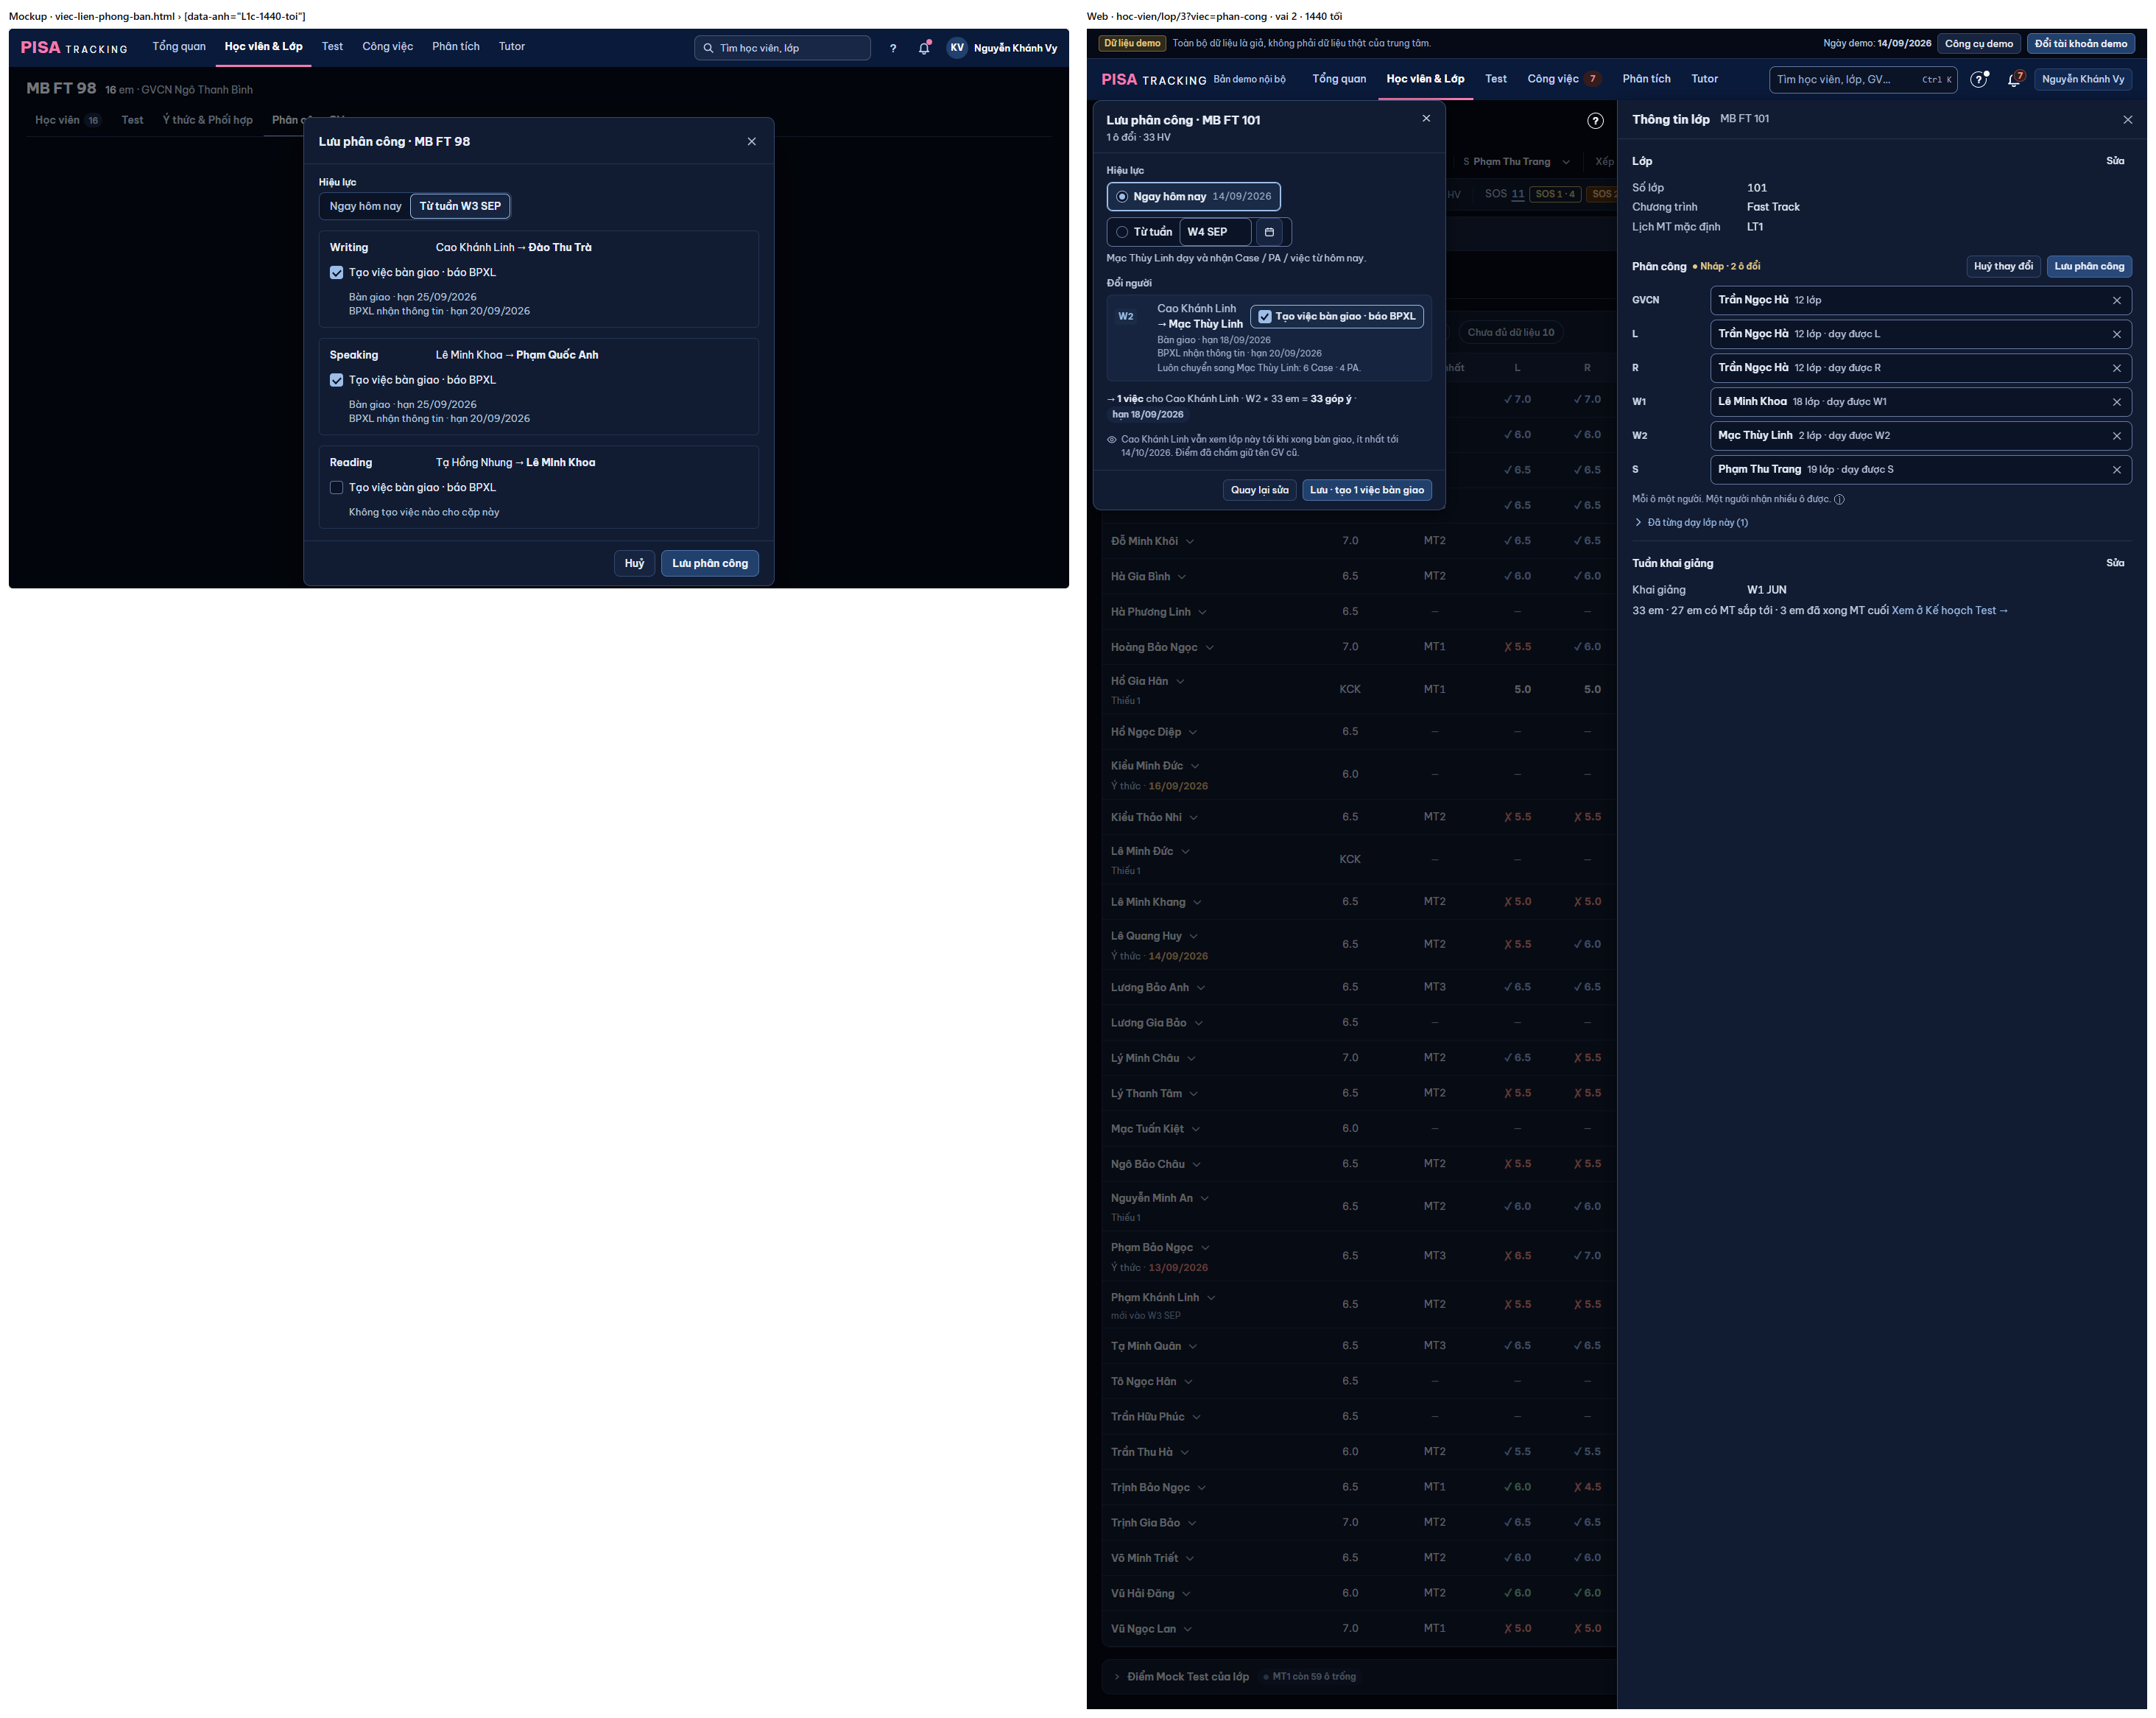 Mockup · viec-lien-phong-ban.html › [data-anh="L1c-1440-toi"]
PISA TRACKING Tổng quan Học viên & Lớp Test Công việc Phân tích Tutor Tìm học viên, lớp ? KV Nguyễn Khánh Vy
MB FT 98 16 em · GVCN Ngô Thanh Bình
Học viên 16 Test Ý thức & Phối hợp
Lưu phân công · MB FT 98
Hiệu lực
Ngay hôm nay Từ tuần W3 SEP
Writing Cao Khánh Linh → Đào Thu Trà
Tạo việc bàn giao · báo BPXL
Bàn giao · hạn 25/09/2026
BPXL nhận thông tin · hạn 20/09/2026
Speaking Lê Minh Khoa → Phạm Quốc Anh
Tạo việc bàn giao · báo BPXL
Bàn giao · hạn 25/09/2026
BPXL nhận thông tin · hạn 20/09/2026
Reading Tạ Hồng Nhung → Lê Minh Khoa
Tạo việc bàn giao · báo BPXL
Không tạo việc nào cho cặp này
Huỷ Lưu phân công
Web · hoc-vien/lop/3?viec=phan-cong · vai 2 · 1440 tối
Dữ liệu demo Toàn bộ dữ liệu là giả, không phải dữ liệu thật của trung tâm. Ngày demo: 14/09/2026 Công cụ demo Đổi tài khoản demo
PISA TRACKING Bản demo nội bộ Tổng quan Học viên & Lớp Test Công việc 7 Phân tích Tutor Tìm học viên, lớp, GV... Ctrl K ? 7 Nguyễn Khánh Vy
Lưu phân công · MB FT 101
1 ô đổi · 33 HV
Hiệu lực
Ngay hôm nay 14/09/2026
Từ tuần W4 SEP
Mạc Thùy Linh dạy và nhận Case / PA / việc từ hôm nay.
Đổi người
W2 Cao Khánh Linh → Mạc Thùy Linh
Tạo việc bàn giao · báo BPXL
Bàn giao · hạn 18/09/2026
BPXL nhận thông tin · hạn 20/09/2026
Luôn chuyển sang Mạc Thùy Linh: 6 Case · 4 PA.
→ 1 việc cho Cao Khánh Linh · W2 × 33 em = 33 góp ý ·
hạn 18/09/2026
Cao Khánh Linh vẫn xem lớp này tới khi xong bàn giao, ít nhất tới
14/10/2026. Điểm đã chấm giữ tên GV cũ.
Quay lại sửa Lưu · tạo 1 việc bàn giao
?
S Phạm Thu Trang Xếp
HV SOS 11 SOS 1 · 4 SOS 2
Chưa đủ dữ liệu 10
L R
✓ 7.0 ✓ 7.0
✓ 6.0 ✓ 6.0
✓ 6.5 ✓ 6.5
✓ 6.5 ✓ 6.5
Đỗ Minh Khôi 7.0 MT2 ✓ 6.5 ✓ 6.5
Hà Gia Bình 6.5 MT2 ✓ 6.0 ✓ 6.0
Hà Phương Linh 6.5 — — —
Hoàng Bảo Ngọc 7.0 MT1 ✗ 5.5 ✓ 6.0
Hồ Gia Hân KCK MT1 5.0 5.0
Thiếu 1
Hồ Ngọc Diệp 6.5 — — —
Kiều Minh Đức 6.0 — — —
Ý thức · 16/09/2026
Kiều Thảo Nhi 6.5 MT2 ✗ 5.5 ✗ 5.5
Lê Minh Đức KCK — — —
Thiếu 1
Lê Minh Khang 6.5 MT2 ✗ 5.0 ✗ 5.0
Lê Quang Huy 6.5 MT2 ✗ 5.5 ✓ 6.0
Ý thức · 14/09/2026
Lương Bảo Anh 6.5 MT3 ✓ 6.5 ✓ 6.5
Lương Gia Bảo 6.5 — — —
Lý Minh Châu 7.0 MT2 ✓ 6.5 ✗ 5.5
Lý Thanh Tâm 6.5 MT2 ✗ 5.5 ✗ 5.5
Mạc Tuấn Kiệt 6.0 — — —
Ngô Bảo Châu 6.5 MT2 ✗ 5.5 ✗ 5.5
Nguyễn Minh An 6.5 MT2 ✓ 6.0 ✓ 6.0
Thiếu 1
Phạm Bảo Ngọc 6.5 MT3 ✗ 6.5 ✓ 7.0
Ý thức · 13/09/2026
Phạm Khánh Linh 6.5 MT2 ✗ 5.5 ✗ 5.5
mới vào W3 SEP
Tạ Minh Quân 6.5 MT3 ✓ 6.5 ✓ 6.5
Tô Ngọc Hân 6.5 — — —
Trần Hữu Phúc 6.5 — — —
Trần Thu Hà 6.0 MT2 ✓ 5.5 ✓ 5.5
Trịnh Bảo Ngọc 6.5 MT1 ✓ 6.0 ✗ 4.5
Trịnh Gia Bảo 7.0 MT2 ✓ 6.5 ✓ 6.5
Võ Minh Triết 6.5 MT2 ✓ 6.0 ✓ 6.0
Vũ Hải Đăng 6.0 MT2 ✓ 6.0 ✓ 6.0
Vũ Ngọc Lan 7.0 MT1 ✗ 5.0 ✗ 5.0
Điểm Mock Test của lớp MT1 còn 59 ô trống
Thông tin lớp MB FT 101
Lớp Sửa
Số lớp 101
Chương trình Fast Track
Lịch MT mặc định LT1
Phân công Nháp · 2 ô đổi Huỷ thay đổi Lưu phân công
GVCN Trần Ngọc Hà 12 lớp
L Trần Ngọc Hà 12 lớp · dạy được L
R Trần Ngọc Hà 12 lớp · dạy được R
W1 Lê Minh Khoa 18 lớp · dạy được W1
W2 Mạc Thùy Linh 2 lớp · dạy được W2
S Phạm Thu Trang 19 lớp · dạy được S
Mỗi ô một người. Một người nhận nhiều ô được.
Đã từng dạy lớp này (1)
Tuần khai giảng Sửa
Khai giảng W1 JUN
33 em · 27 em có MT sắp tới · 3 em đã xong MT cuối Xem ở Kế hoạch Test →